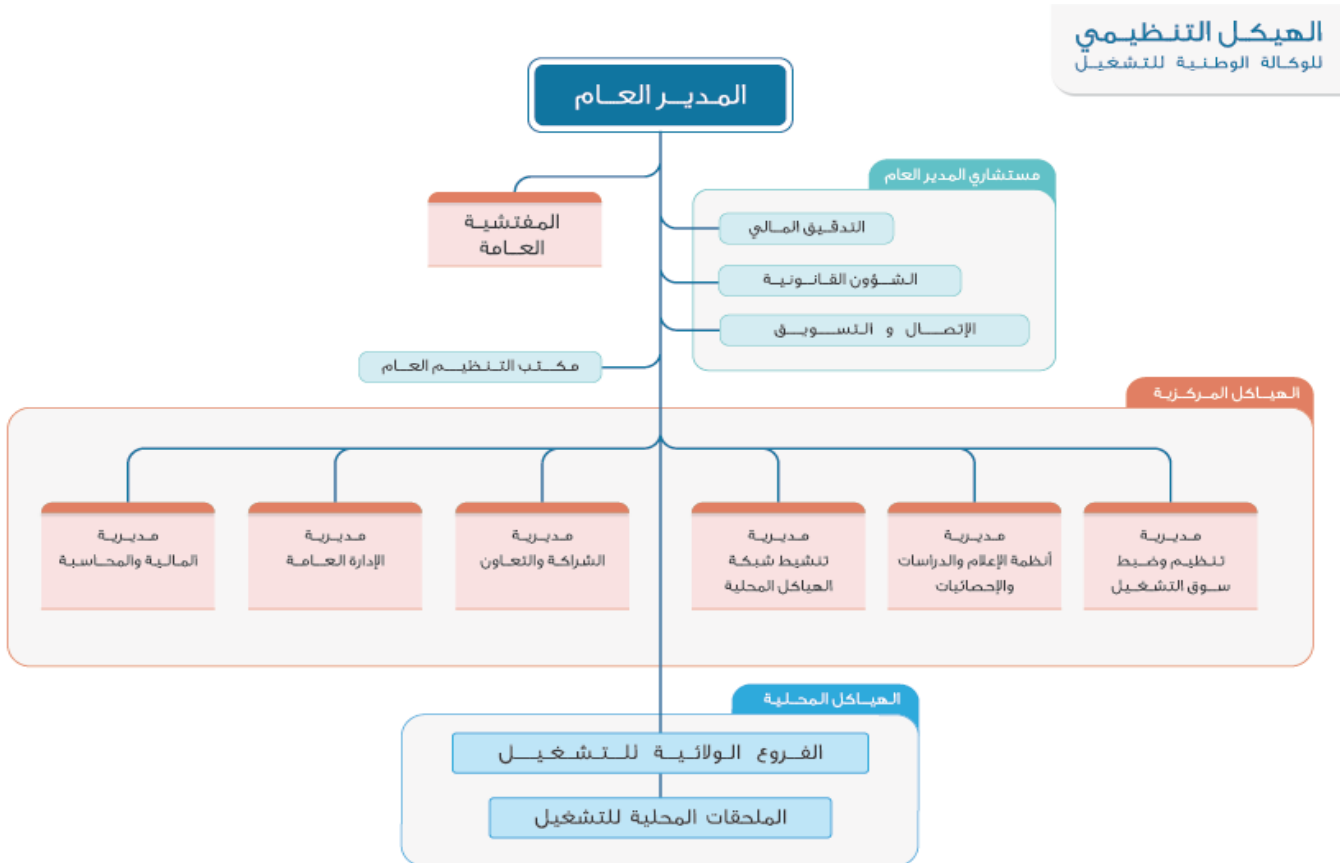 الهيكل التنظيمي
للوكالة الوطنية للتشغيل
المدير العام
مستشاري المدير العام
المفتشية
العامة
التدقيق المالي
الشؤون القانونية
الإتصال و التسويق
مكتب التنظيم العام
الهياكل المركزية
مديرية
تنظيم وضبط
سوق التشغيل
مديرية
أنظمة الإعلام والدراسات
والإحصائيات
مديرية
تنشيط شبكة
الهياكل المحلية
مديرية
الشراكة والتعاون
مديرية
الإدارة العامة
مديرية
المالية والمحاسبة
الهياكل المحلية
الفروع الولائية للتشغيل
الملحقات المحلية للتشغيل